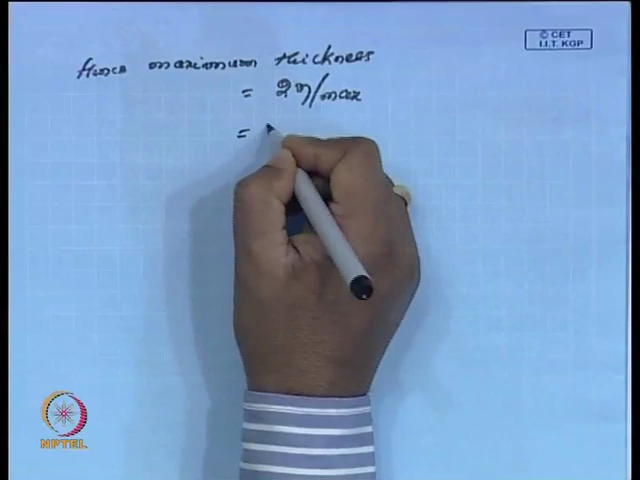 © CET
I.I.T. KGP
Hence maximum thickness
= 2η/max
=
NPTEL